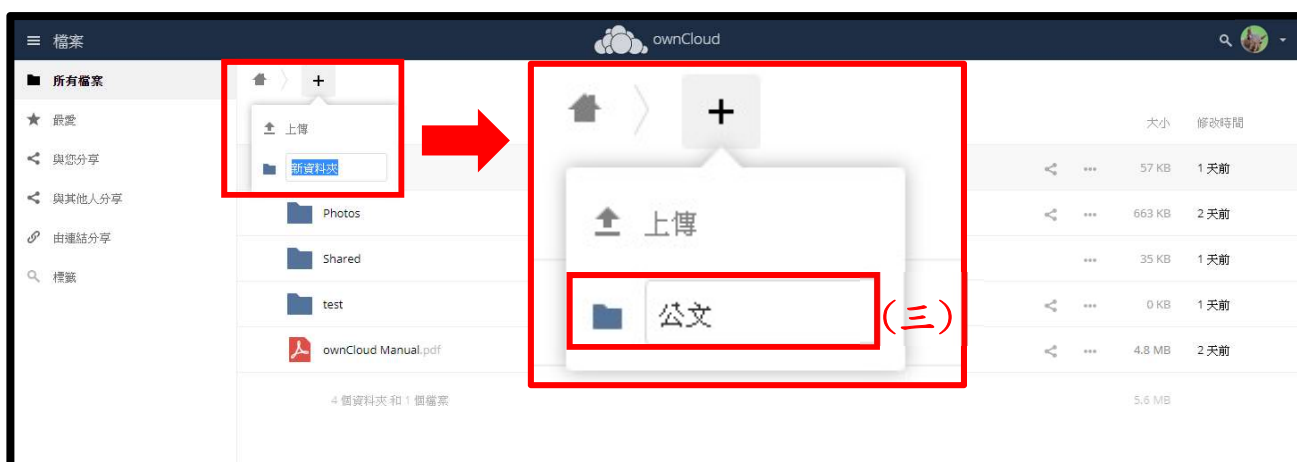 檔案
ownCloud
所有檔案
最愛
與您分享
與其他人分享
由連結分享
標籤
上傳
新資料夾
上傳
公文
(三)
大小 修改時間
57 KB 1 天前
Photos 663 KB 2 天前
Shared 35 KB 1 天前
test 0 KB 1 天前
ownCloud Manual.pdf 4.8 MB 2 天前
4 個資料夾 和 1 個檔案 5.6 MB